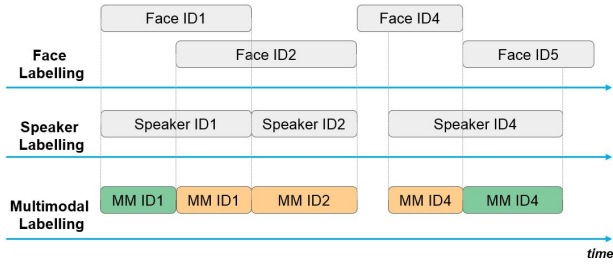 Face ID1
Face ID4
Face
Labelling
Face ID2
Face ID5
Speaker
Labelling
Speaker ID1
Speaker ID2
Speaker ID4
Multimodal
Labelling
MM ID1
MM ID1
MM ID2
MM ID4
MM ID4
time